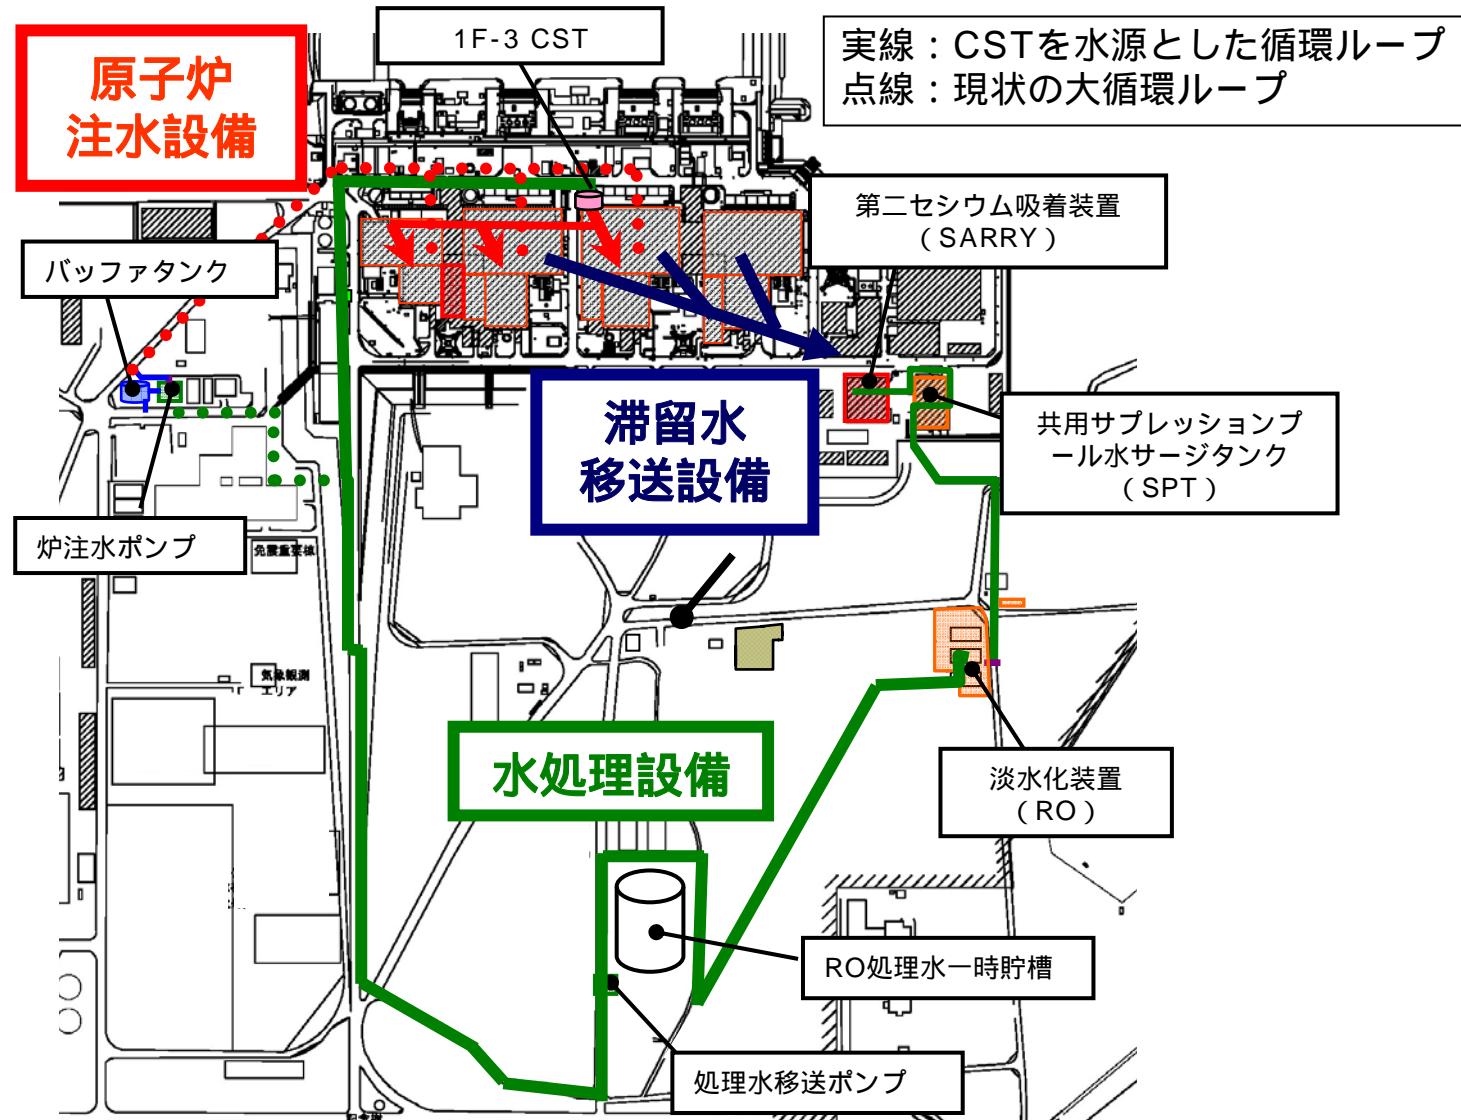 1F-3 CST
実線：CSTを水源とした循環ループ
点線：現状の大循環ループ
原子炉
注水設備
第二セシウム吸着装置
（SARRY）
バッファタンク
滞留水
移送設備
共用サプレッションプ
ール水サージタンク
（SPT）
炉注水ポンプ
免震重要棟
気象観測
エリア
水処理設備
淡水化装置
（RO）
RO処理水一時貯槽
処理水移送ポンプ